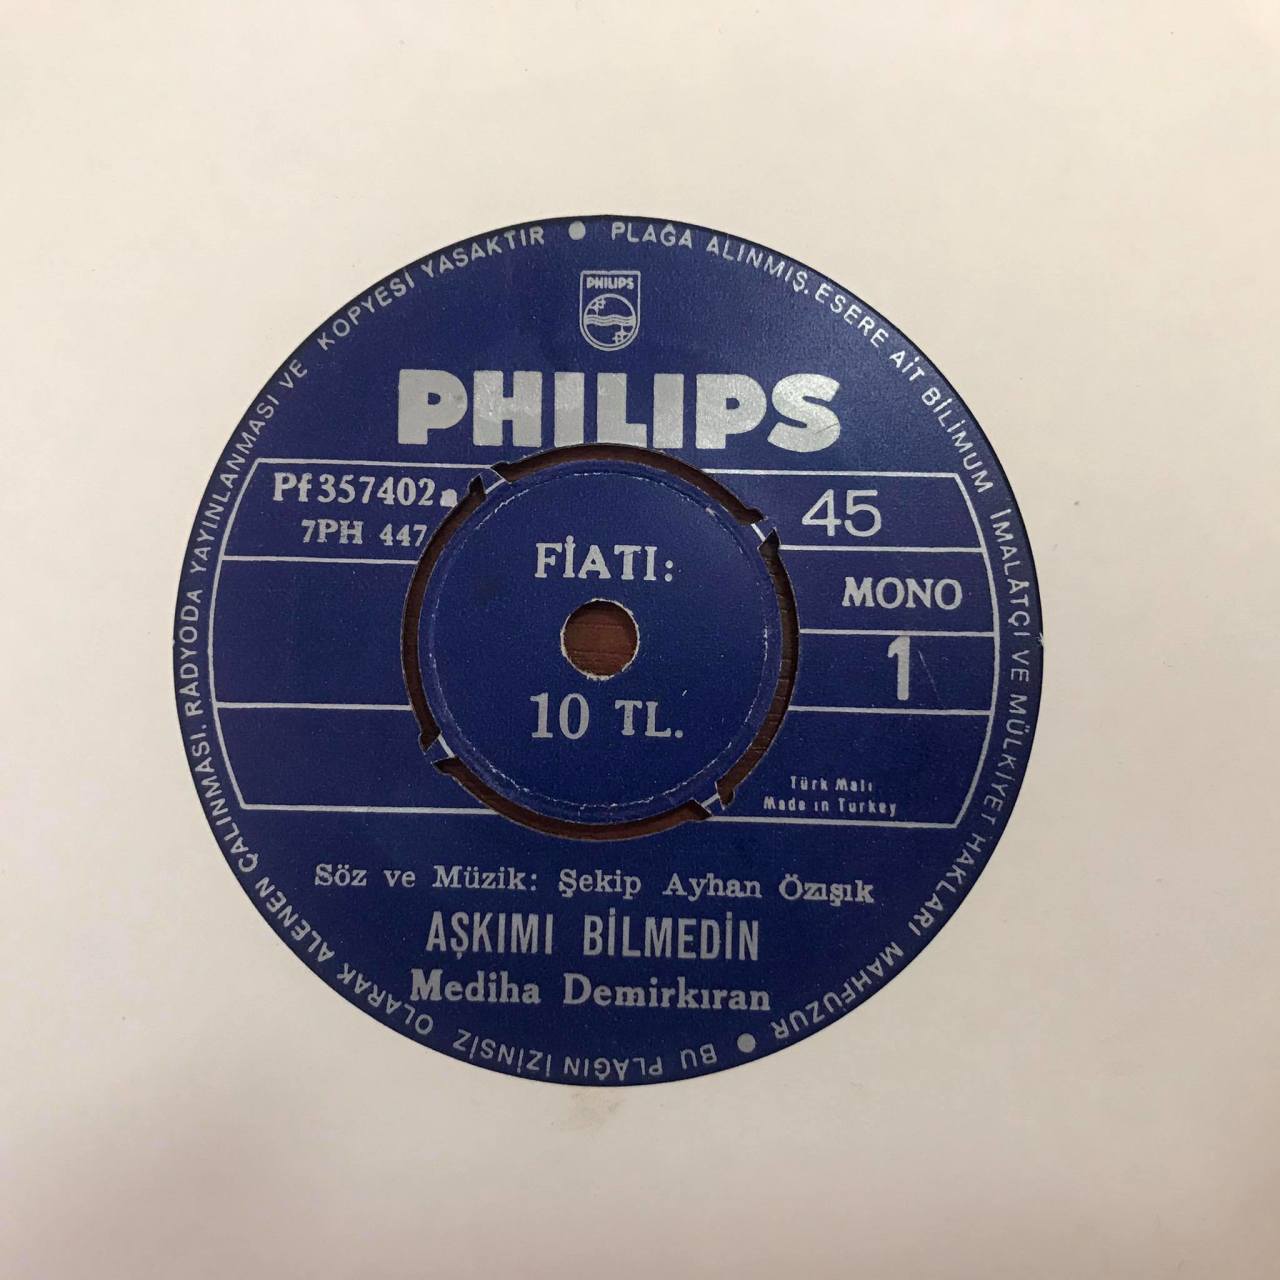 PLAĞA ALINMIŞ. ESERE AİT BİLİMUM İMALÂTÇI VE MÜLKİYET HAKLARI MAHFUZUR
BU PLAĞIN İZİNSİZ OLARAK ALENEN ÇALINMASI. RADYODA YAYINLANMASI VE KOPYESİ YASAKTIR
PHILIPS
PHILIPS
Pf 357402 a
45
7PH 447
FİATI:
MONO
1
10 TL.
Türk Malı
Made in Turkey
Söz ve Müzik: Şekip Ayhan Özışık
AŞKIMI BİLMEDİN
Mediha Demirkıran